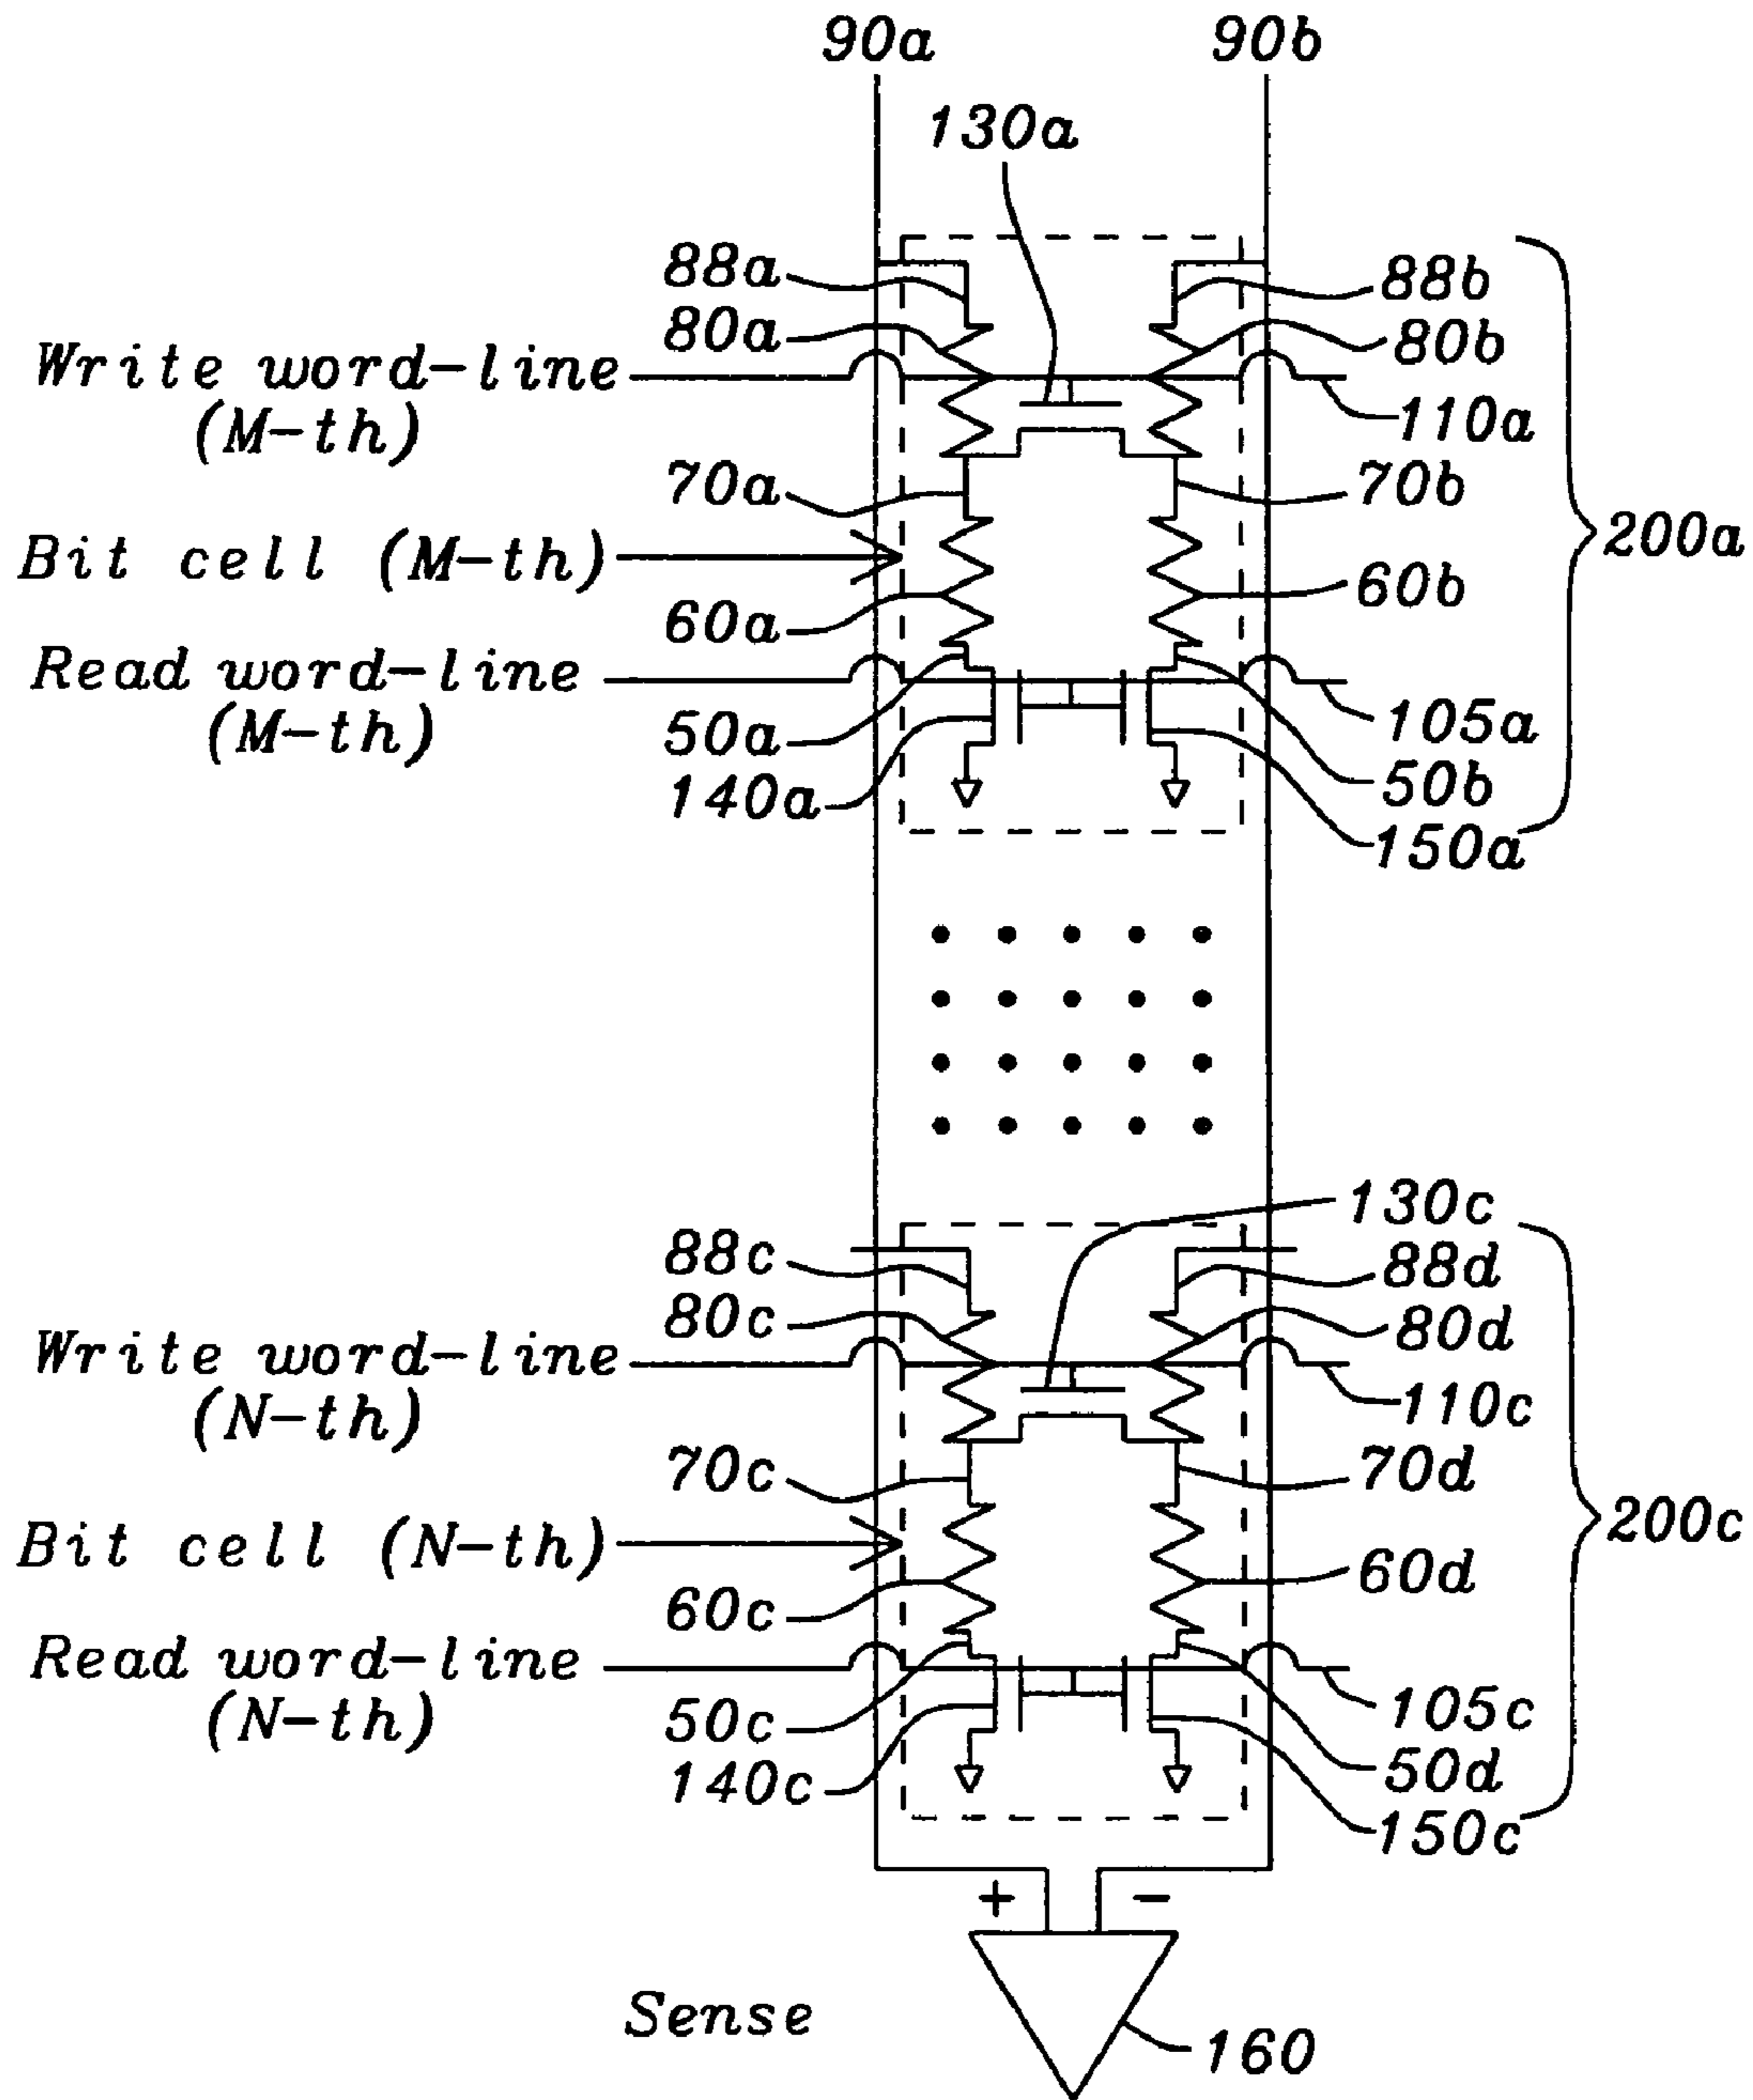 90a 90b
130a
88a 88b
80a 80b
Write word-line
(M-th)
110a
70a 70b
200a
Bit cell (M-th)
60a 60b
Read word-line
(M-th)
50a 105a
140a 50b
150a
130c
88c 88d
80c 80d
Write word-line
(N-th)
110c
70c 70d
200c
Bit cell (N-th)
60c 60d
Read word-line
(N-th)
50c 105c
140c 50d
150c
+ −
Sense
160